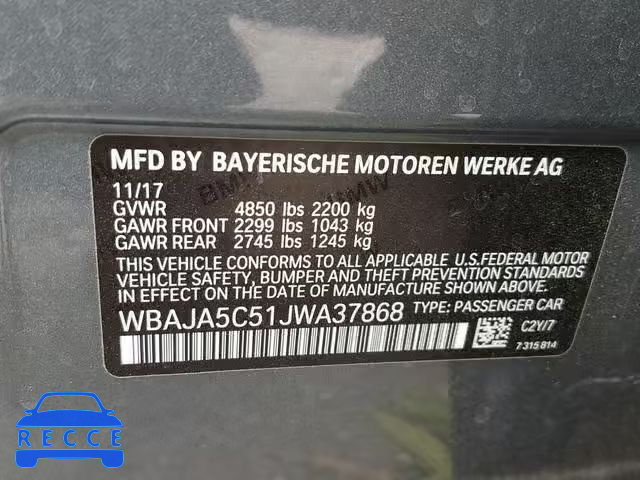 MFD BY BAYERISCHE MOTOREN WERKE AG
11/17
GVWR 4850 lbs 2200 kg
GAWR FRONT 2299 lbs 1043 kg
GAWR REAR 2745 lbs 1245 kg
THIS VEHICLE CONFORMS TO ALL APPLICABLE U.S.FEDERAL MOTOR
VEHICLE SAFETY, BUMPER AND THEFT PREVENTION STANDARDS
IN EFFECT ON THE DATE OF MANUFACTURE SHOWN ABOVE.
WBAJA5C51JWA37868 TYPE: PASSENGER CAR
C2Y/7
7 315 814
RECCE